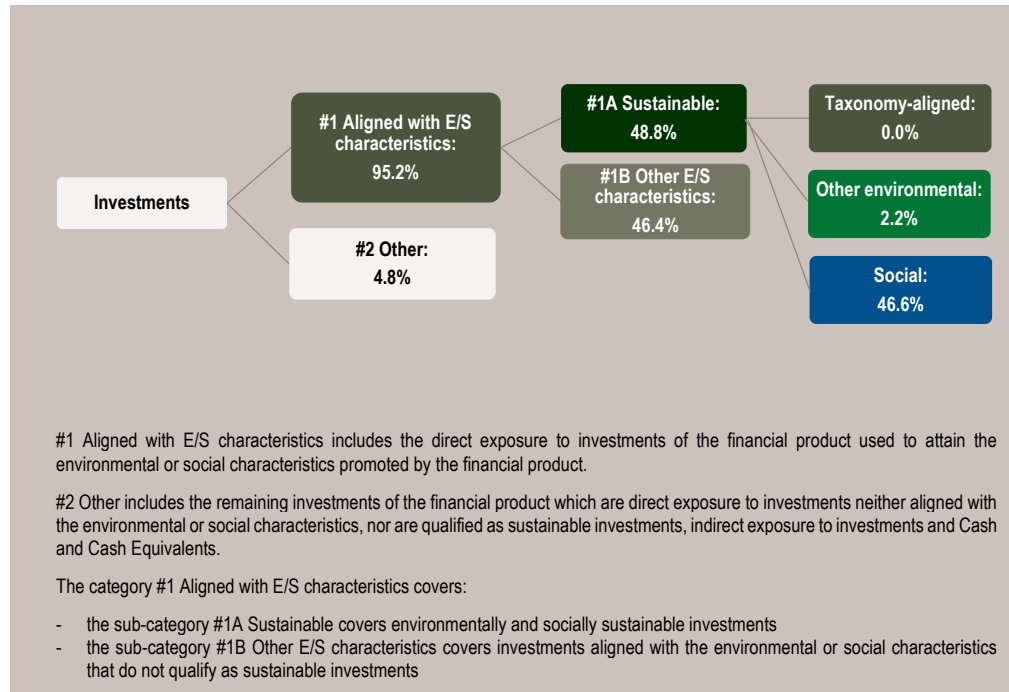 Investments
#1 Aligned with E/S
characteristics:
95.2%
#2 Other:
4.8%
#1A Sustainable:
48.8%
#1B Other E/S
characteristics:
46.4%
Taxonomy-aligned:
0.0%
Other environmental:
2.2%
Social:
46.6%
#1 Aligned with E/S characteristics includes the direct exposure to investments of the financial product used to attain the
environmental or social characteristics promoted by the financial product.
#2 Other includes the remaining investments of the financial product which are direct exposure to investments neither aligned with
the environmental or social characteristics, nor are qualified as sustainable investments, indirect exposure to investments and Cash
and Cash Equivalents.
The category #1 Aligned with E/S characteristics covers:
- the sub-category #1A Sustainable covers environmentally and socially sustainable investments
- the sub-category #1B Other E/S characteristics covers investments aligned with the environmental or social characteristics
that do not qualify as sustainable investments